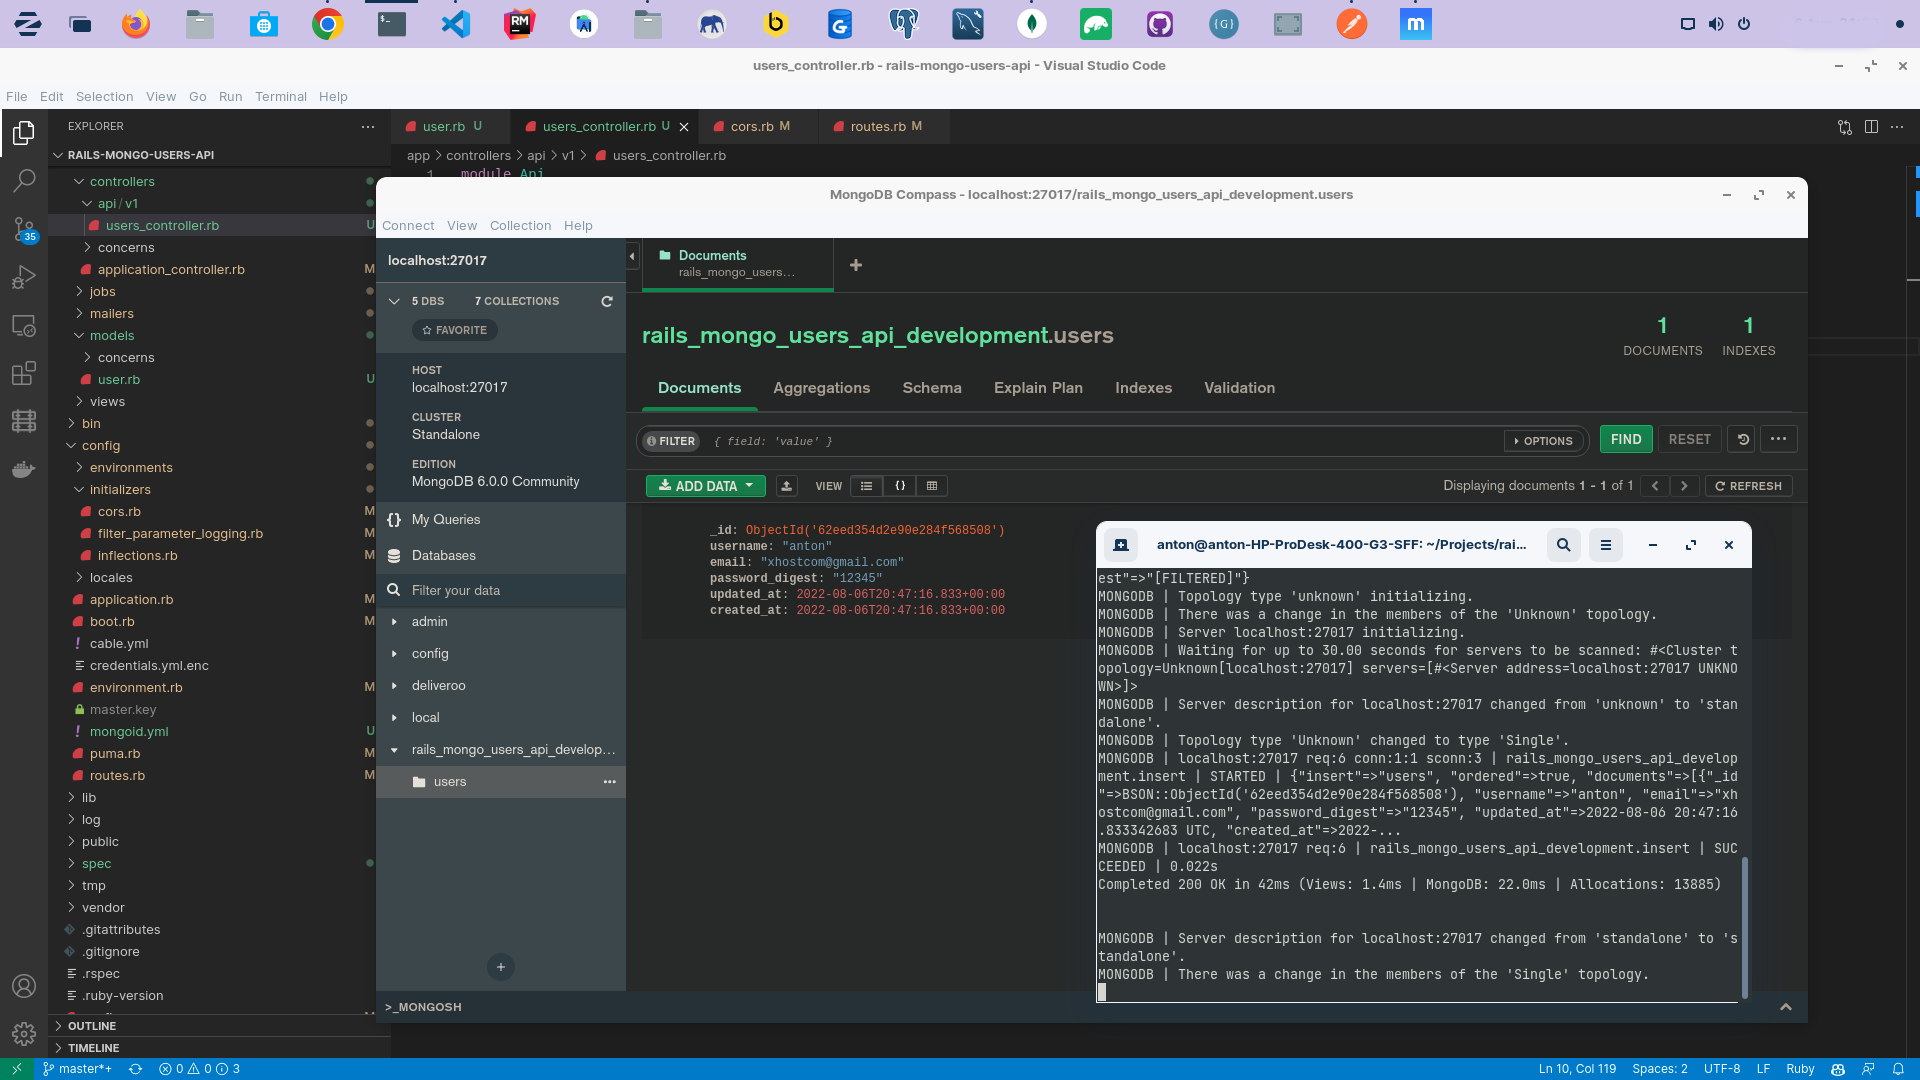 users_controller.rb - rails-mongo-users-api - Visual Studio Code
File Edit Selection View Go Run Terminal Help
EXPLORER
RAILS-MONGO-USERS-API
controllers
api / v1
users_controller.rb U
concerns
application_controller.rb M
jobs
mailers
models
concerns
user.rb U
views
bin
config
environments
initializers
cors.rb M
filter_parameter_logging.rb M
inflections.rb M
locales
application.rb M
boot.rb M
cable.yml
credentials.yml.enc
environment.rb M
master.key
mongoid.yml U
puma.rb M
routes.rb M
lib
log
public
spec
tmp
vendor
.gitattributes
.gitignore
.rspec
.ruby-version
OUTLINE
TIMELINE
35
user.rb U
users_controller.rb U
cors.rb M
routes.rb M
app > controllers > api > v1 > users_controller.rb
1 module Api
MongoDB Compass - localhost:27017/rails_mongo_users_api_development.users
Connect View Collection Help
localhost:27017
5 DBS 7 COLLECTIONS
FAVORITE
HOST
localhost:27017
CLUSTER
Standalone
EDITION
MongoDB 6.0.0 Community
My Queries
Databases
Filter your data
admin
config
deliveroo
local
rails_mongo_users_api_develop...
users
>_MONGOSH
Documents
rails_mongo_users...
rails_mongo_users_api_development.users
1
DOCUMENTS
1
INDEXES
Documents Aggregations Schema Explain Plan Indexes Validation
FILTER { field: 'value' } OPTIONS FIND RESET
ADD DATA VIEW Displaying documents 1 - 1 of 1 REFRESH
_id: ObjectId('62eed354d2e90e284f568508')
username: "anton"
email: "xhostcom@gmail.com"
password_digest: "12345"
updated_at: 2022-08-06T20:47:16.833+00:00
created_at: 2022-08-06T20:47:16.833+00:00
anton@anton-HP-ProDesk-400-G3-SFF: ~/Projects/rai...
est"=>"[FILTERED]"}
MONGODB | Topology type 'unknown' initializing.
MONGODB | There was a change in the members of the 'Unknown' topology.
MONGODB | Server localhost:27017 initializing.
MONGODB | Waiting for up to 30.00 seconds for servers to be scanned: #<Cluster t
opology=Unknown[localhost:27017] servers=[#<Server address=localhost:27017 UNKNO
WN>]>
MONGODB | Server description for localhost:27017 changed from 'unknown' to 'stan
dalone'.
MONGODB | Topology type 'Unknown' changed to type 'Single'.
MONGODB | localhost:27017 req:6 conn:1:1 sconn:3 | rails_mongo_users_api_develop
ment.insert | STARTED | {"insert"=>"users", "ordered"=>true, "documents"=>[{"_id
"=>BSON::ObjectId('62eed354d2e90e284f568508'), "username"=>"anton", "email"=>"xh
ostcom@gmail.com", "password_digest"=>"12345", "updated_at"=>2022-08-06 20:47:16
.833342683 UTC, "created_at"=>2022-...
MONGODB | localhost:27017 req:6 | rails_mongo_users_api_development.insert | SUC
CEEDED | 0.022s
Completed 200 OK in 42ms (Views: 1.4ms | MongoDB: 22.0ms | Allocations: 13885)
MONGODB | Server description for localhost:27017 changed from 'standalone' to 's
tandalone'.
MONGODB | There was a change in the members of the 'Single' topology.
master*+ 0 0 3
Ln 10, Col 119 Spaces: 2 UTF-8 LF Ruby